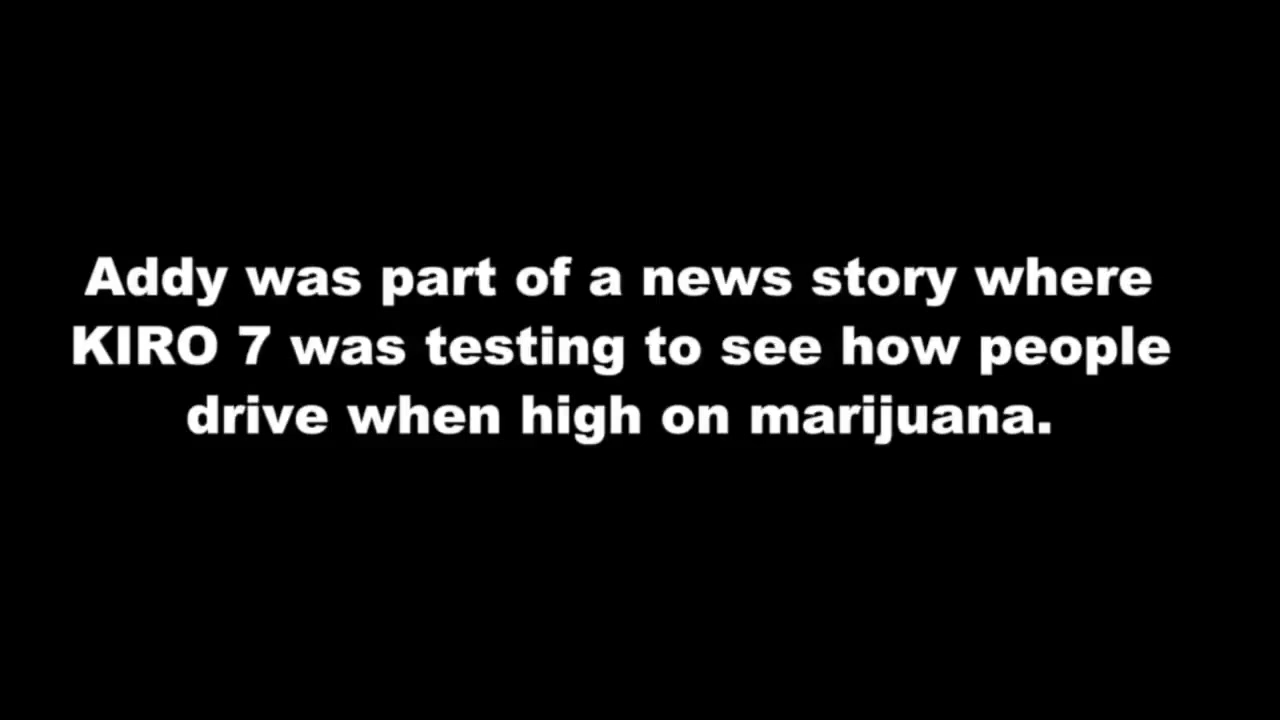 Addy was part of a news story where
KIRO 7 was testing to see how people
drive when high on marijuana.